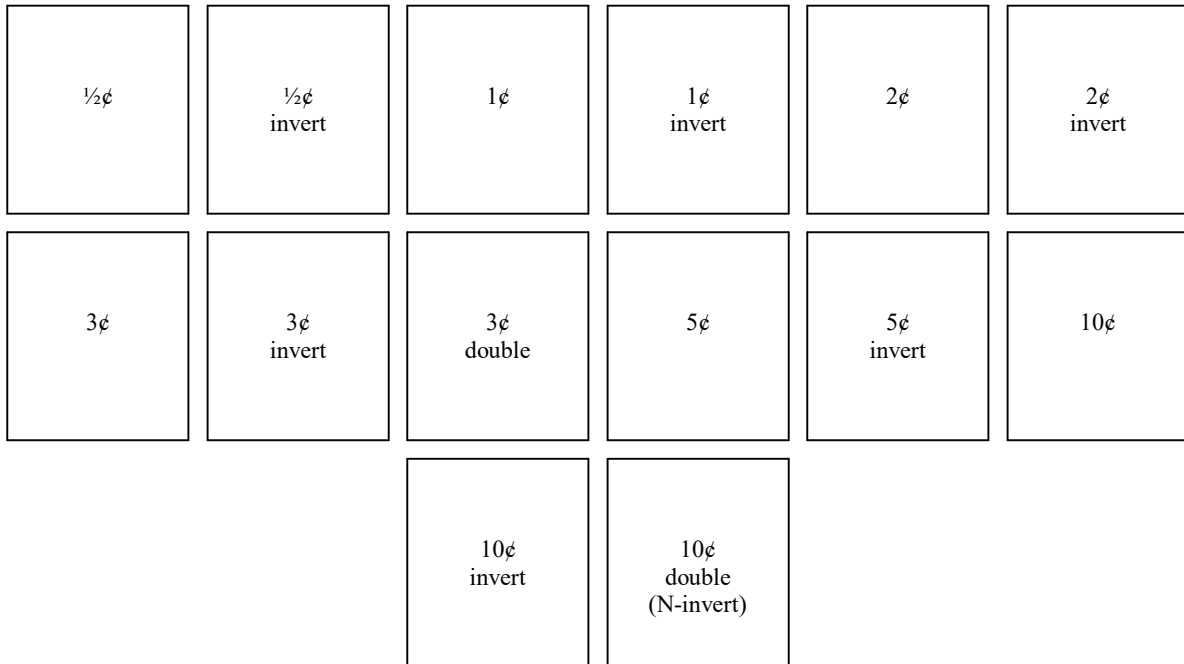 ½¢
½¢
invert
1¢
1¢
invert
2¢
2¢
invert
3¢
3¢
invert
3¢
double
5¢
5¢
invert
10¢
10¢
invert
10¢
double
(N-invert)